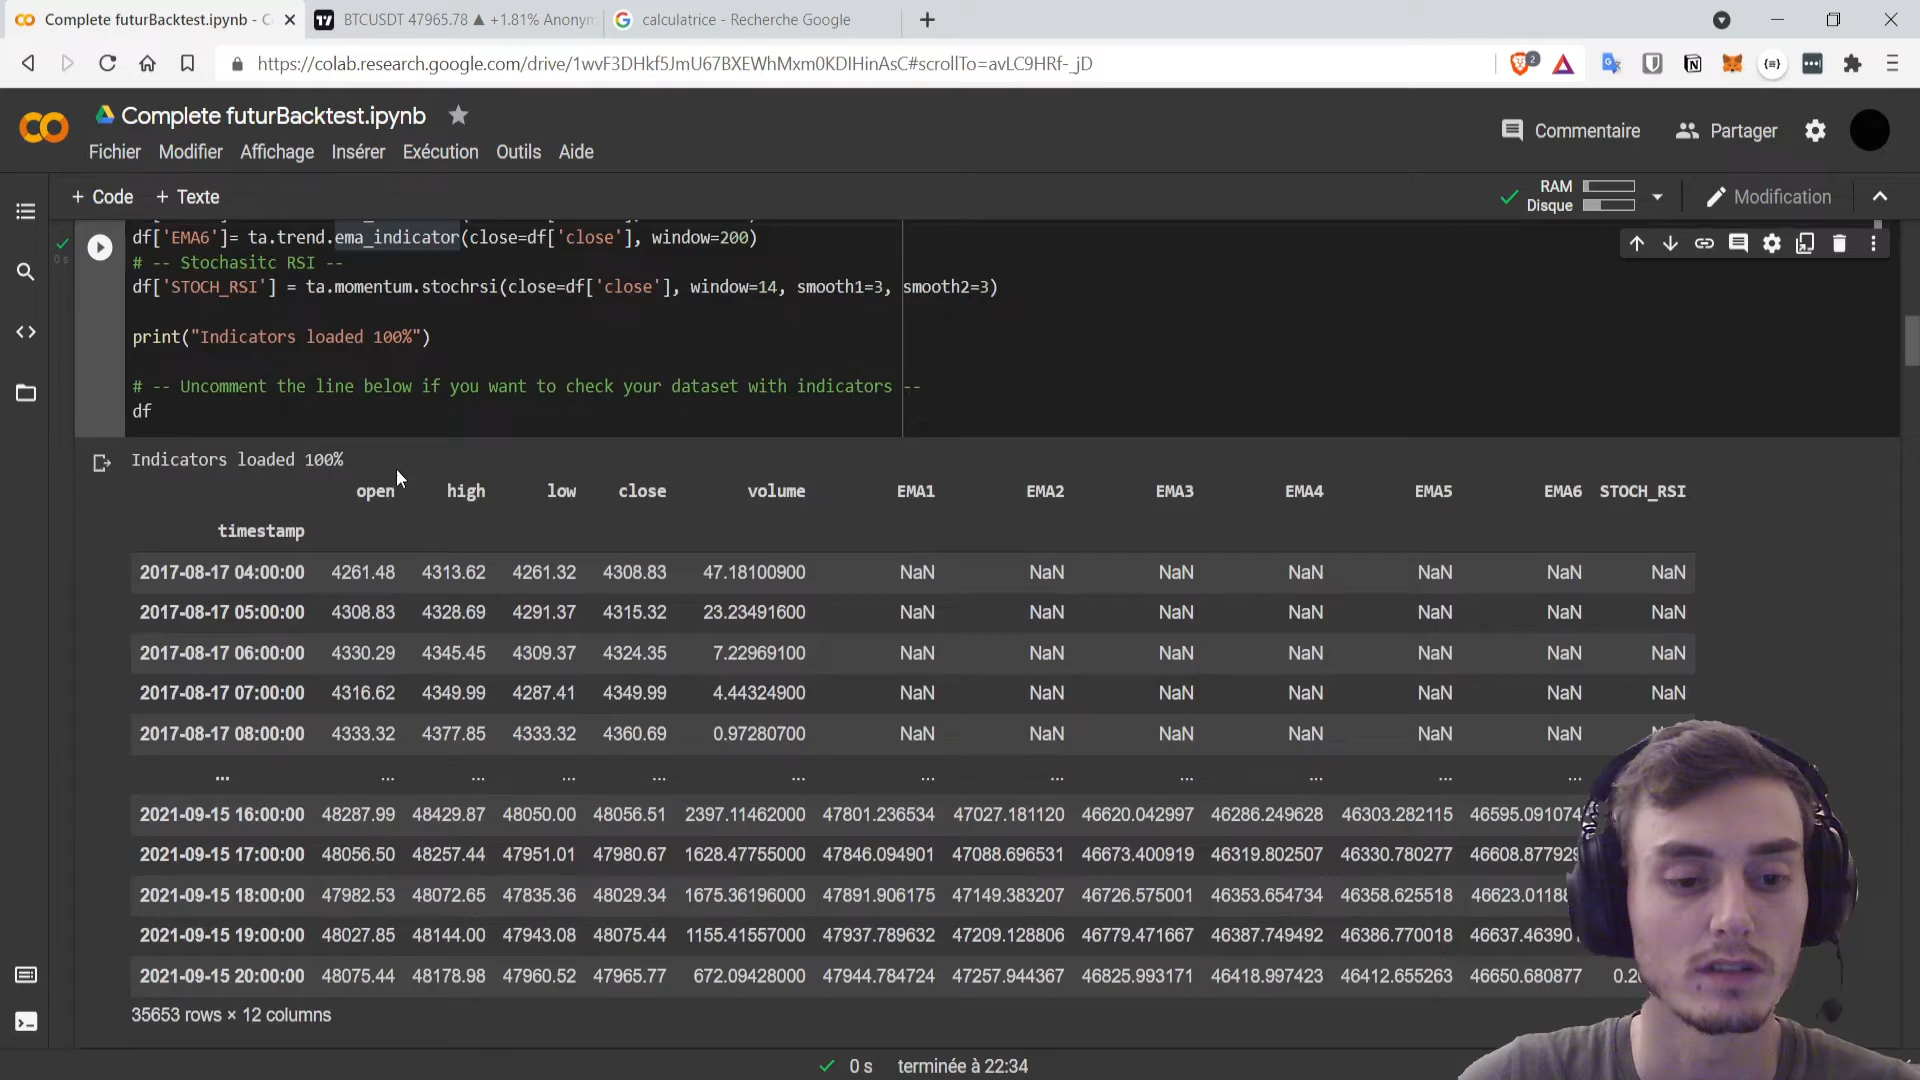 Complete futurBacktest.ipynb - C
BTCUSDT 47965.78 ▲ +1.81% Anonym
calculatrice - Recherche Google
https://colab.research.google.com/drive/1wvF3DHkf5JmU67BXEWhMxm0KDIHinAsC#scrollTo=avLC9HRf-_jD
2
Complete futurBacktest.ipynb
Commentaire
Partager
Fichier Modifier Affichage Insérer Exécution Outils Aide
+ Code + Texte
RAM
Disque
Modification
df['EMA6']= ta.trend.ema_indicator(close=df['close'], window=200)
0 s
# -- Stochasitc RSI --
df['STOCH_RSI'] = ta.momentum.stochrsi(close=df['close'], window=14, smooth1=3, smooth2=3)
print("Indicators loaded 100%")
# -- Uncomment the line below if you want to check your dataset with indicators --
df
Indicators loaded 100%
open high low close volume EMA1 EMA2 EMA3 EMA4 EMA5 EMA6 STOCH_RSI
timestamp
2017-08-17 04:00:00 4261.48 4313.62 4261.32 4308.83 47.18100900 NaN NaN NaN NaN NaN NaN NaN
2017-08-17 05:00:00 4308.83 4328.69 4291.37 4315.32 23.23491600 NaN NaN NaN NaN NaN NaN NaN
2017-08-17 06:00:00 4330.29 4345.45 4309.37 4324.35 7.22969100 NaN NaN NaN NaN NaN NaN NaN
2017-08-17 07:00:00 4316.62 4349.99 4287.41 4349.99 4.44324900 NaN NaN NaN NaN NaN NaN NaN
2017-08-17 08:00:00 4333.32 4377.85 4333.32 4360.69 0.97280700 NaN NaN NaN NaN NaN NaN
... ... ... ... ... ... ... ... ... ... ... ...
2021-09-15 16:00:00 48287.99 48429.87 48050.00 48056.51 2397.11462000 47801.236534 47027.181120 46620.042997 46286.249628 46303.282115 46595.091074
2021-09-15 17:00:00 48056.50 48257.44 47951.01 47980.67 1628.47755000 47846.094901 47088.696531 46673.400919 46319.802507 46330.780277 46608.877929
2021-09-15 18:00:00 47982.53 48072.65 47835.36 48029.34 1675.36196000 47891.906175 47149.383207 46726.575001 46353.654734 46358.625518 46623.01188
2021-09-15 19:00:00 48027.85 48144.00 47943.08 48075.44 1155.41557000 47937.789632 47209.128806 46779.471667 46387.749492 46386.770018 46637.46390
2021-09-15 20:00:00 48075.44 48178.98 47960.52 47965.77 672.09428000 47944.784724 47257.944367 46825.993171 46418.997423 46412.655263 46650.680877 0.2
35653 rows × 12 columns
0 s terminée à 22:34